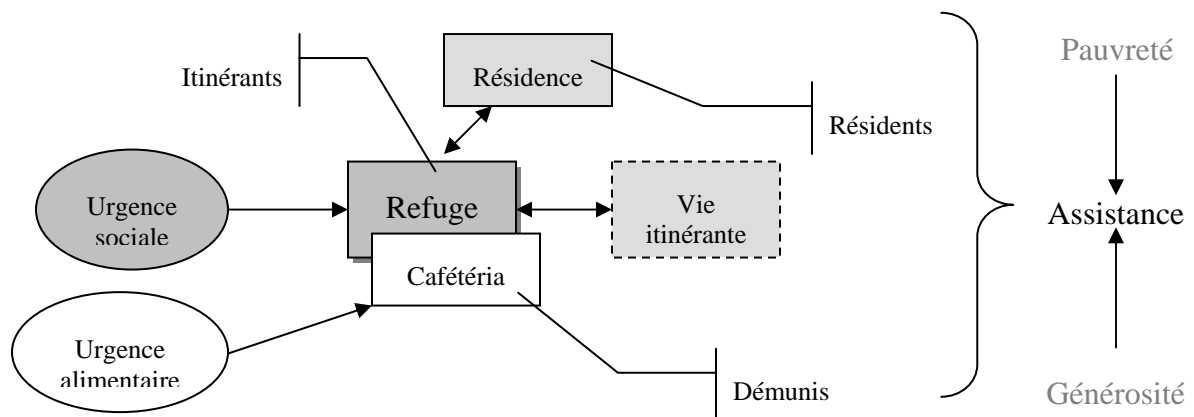 Pauvreté
Itinérants
Résidence
Résidents
Urgence
sociale
Refuge
Vie
itinérante
Assistance
Cafétéria
Urgence
alimentaire
Démunis
Générosité